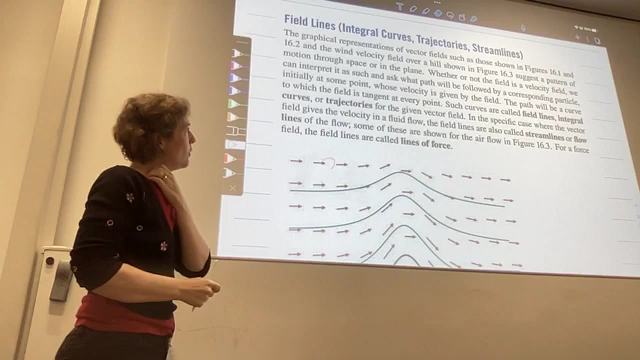 Field Lines (Integral Curves, Trajectories, Streamlines)
The graphical representations of vector fields such as those shown in Figures 16.1 and
16.2 and the wind velocity field over a hill shown in Figure 16.3 suggest a pattern of
motion through space or in the plane. Whether or not the field is a velocity field, we
can interpret it as such and ask what path will be followed by a corresponding particle,
initially at some point, whose velocity is given by the field. The path will be a curve
to which the field is tangent at every point. Such curves are called field lines, integral
curves, or trajectories for the given vector field. In the specific case where the vector
field gives the velocity in a fluid flow, the field lines are also called streamlines or flow
lines of the flow; some of these are shown for the air flow in Figure 16.3. For a force
field, the field lines are called lines of force.